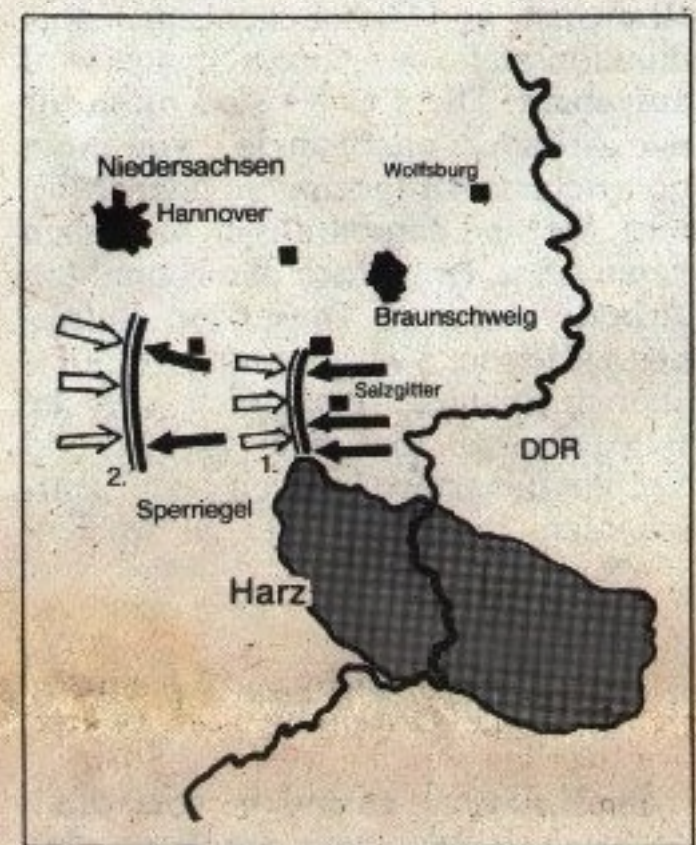 Niedersachsen
Wolfsburg
Hannover
Braunschweig
Salzgitter
DDR
2.
1.
Sperriegel
Harz